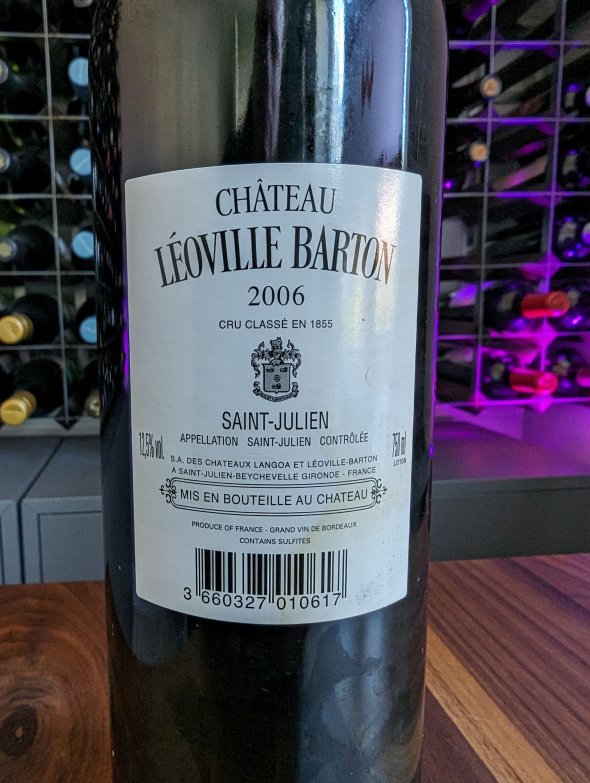 CHÂTEAU
LÉOVILLE BARTON
2006
CRU CLASSÉ EN 1855
SAINT-JULIEN
APPELLATION SAINT-JULIEN CONTRÔLÉE
12,5% vol.
750 ml
L0106B
S.A. DES CHATEAUX LANGOA ET LÉOVILLE-BARTON
A SAINT-JULIEN-BEYCHEVELLE GIRONDE - FRANCE
MIS EN BOUTEILLE AU CHATEAU
PRODUCE OF FRANCE - GRAND VIN DE BORDEAUX
CONTAINS SULFITES
3 660327 010617